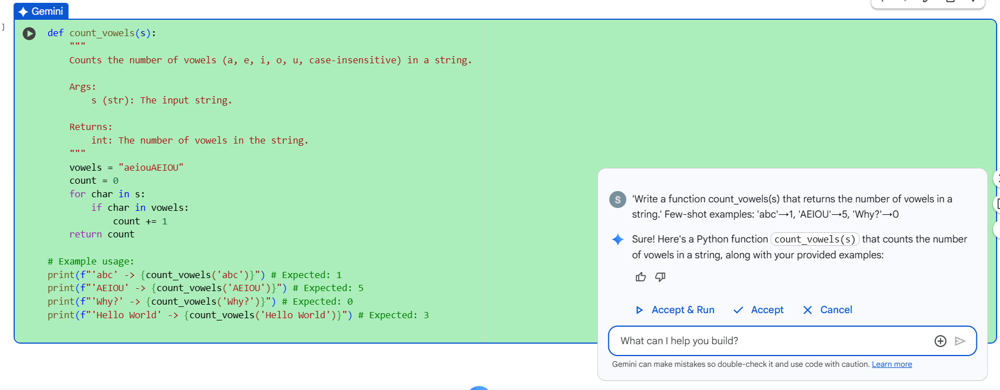 Gemini
]
def count_vowels(s):
    """
    Counts the number of vowels (a, e, i, o, u, case-insensitive) in a string.

    Args:
        s (str): The input string.

    Returns:
        int: The number of vowels in the string.
    """
    vowels = "aeiouAEIOU"
    count = 0
    for char in s:
        if char in vowels:
            count += 1
    return count

# Example usage:
print(f"'abc' -> {count_vowels('abc')}") # Expected: 1
print(f"'AEIOU' -> {count_vowels('AEIOU')}") # Expected: 5
print(f"'Why?' -> {count_vowels('Why?')}") # Expected: 0
print(f"'Hello World' -> {count_vowels('Hello World')}") # Expected: 3
S
'Write a function count_vowels(s) that returns the number of vowels in a
string.' Few-shot examples: 'abc'→1, 'AEIOU'→5, 'Why?'→0
Sure! Here's a Python function count_vowels(s) that counts the number
of vowels in a string, along with your provided examples:
Accept & Run Accept Cancel
What can I help you build?
Gemini can make mistakes so double-check it and use code with caution. Learn more